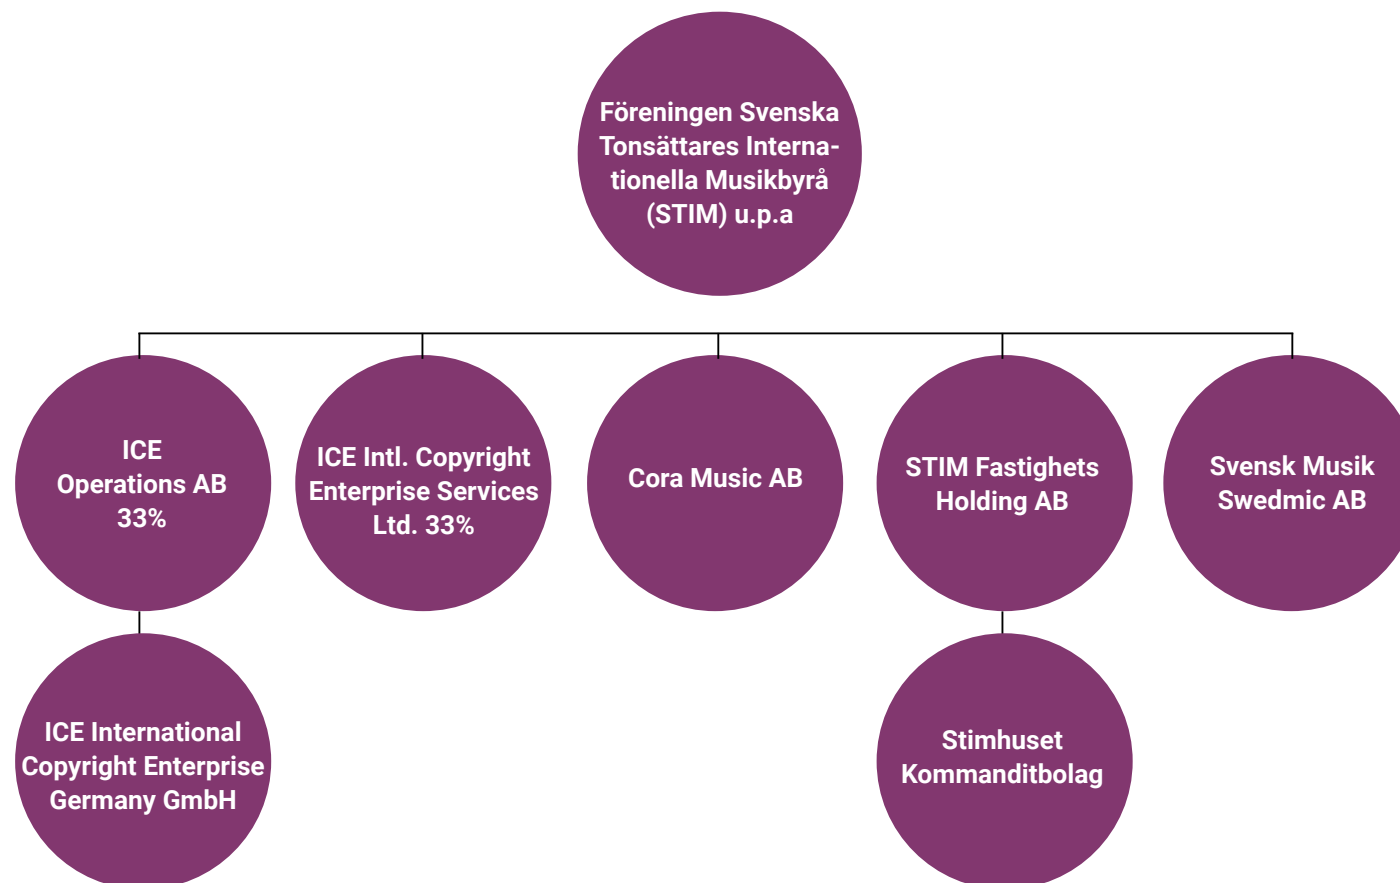 Föreningen Svenska
Tonsättares Interna-
tionella Musikbyrå
(STIM) u.p.a
ICE
Operations AB
33%
ICE Intl. Copyright
Enterprise Services
Ltd. 33%
Cora Music AB
STIM Fastighets
Holding AB
Svensk Musik
Swedmic AB
ICE International
Copyright Enterprise
Germany GmbH
Stimhuset
Kommanditbolag